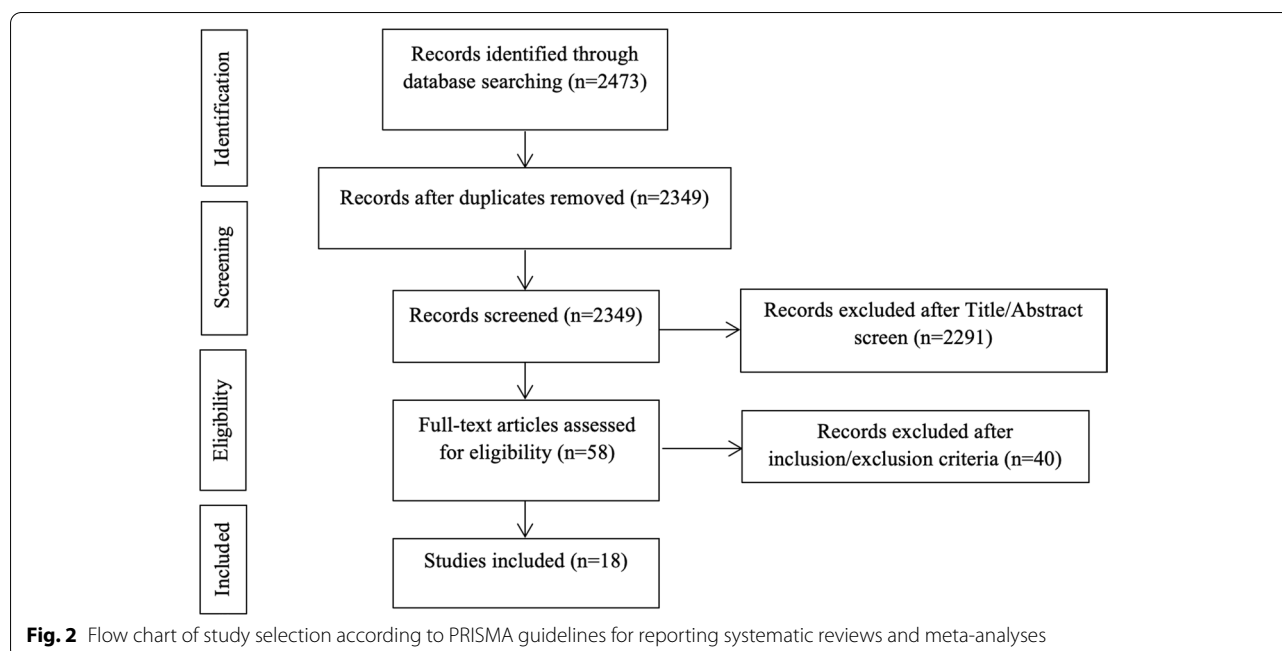 Identification
Records identified through
database searching (n=2473)
Records after duplicates removed (n=2349)
Screening
Records screened (n=2349)
Records excluded after Title/Abstract
screen (n=2291)
Eligibility
Full-text articles assessed
for eligibility (n=58)
Records excluded after
inclusion/exclusion criteria (n=40)
Included
Studies included (n=18)
Fig. 2 Flow chart of study selection according to PRISMA guidelines for reporting systematic reviews and meta-analyses